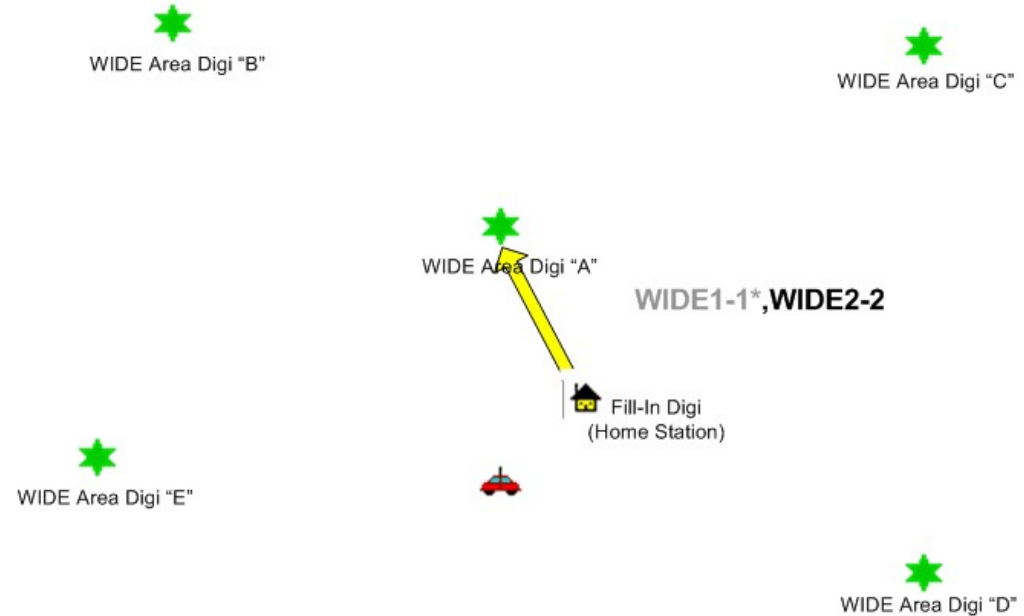 WIDE Area Digi “B”
WIDE Area Digi “C”
WIDE Area Digi “A”
WIDE1-1*,WIDE2-2
Fill-In Digi
(Home Station)
WIDE Area Digi “E”
WIDE Area Digi “D”